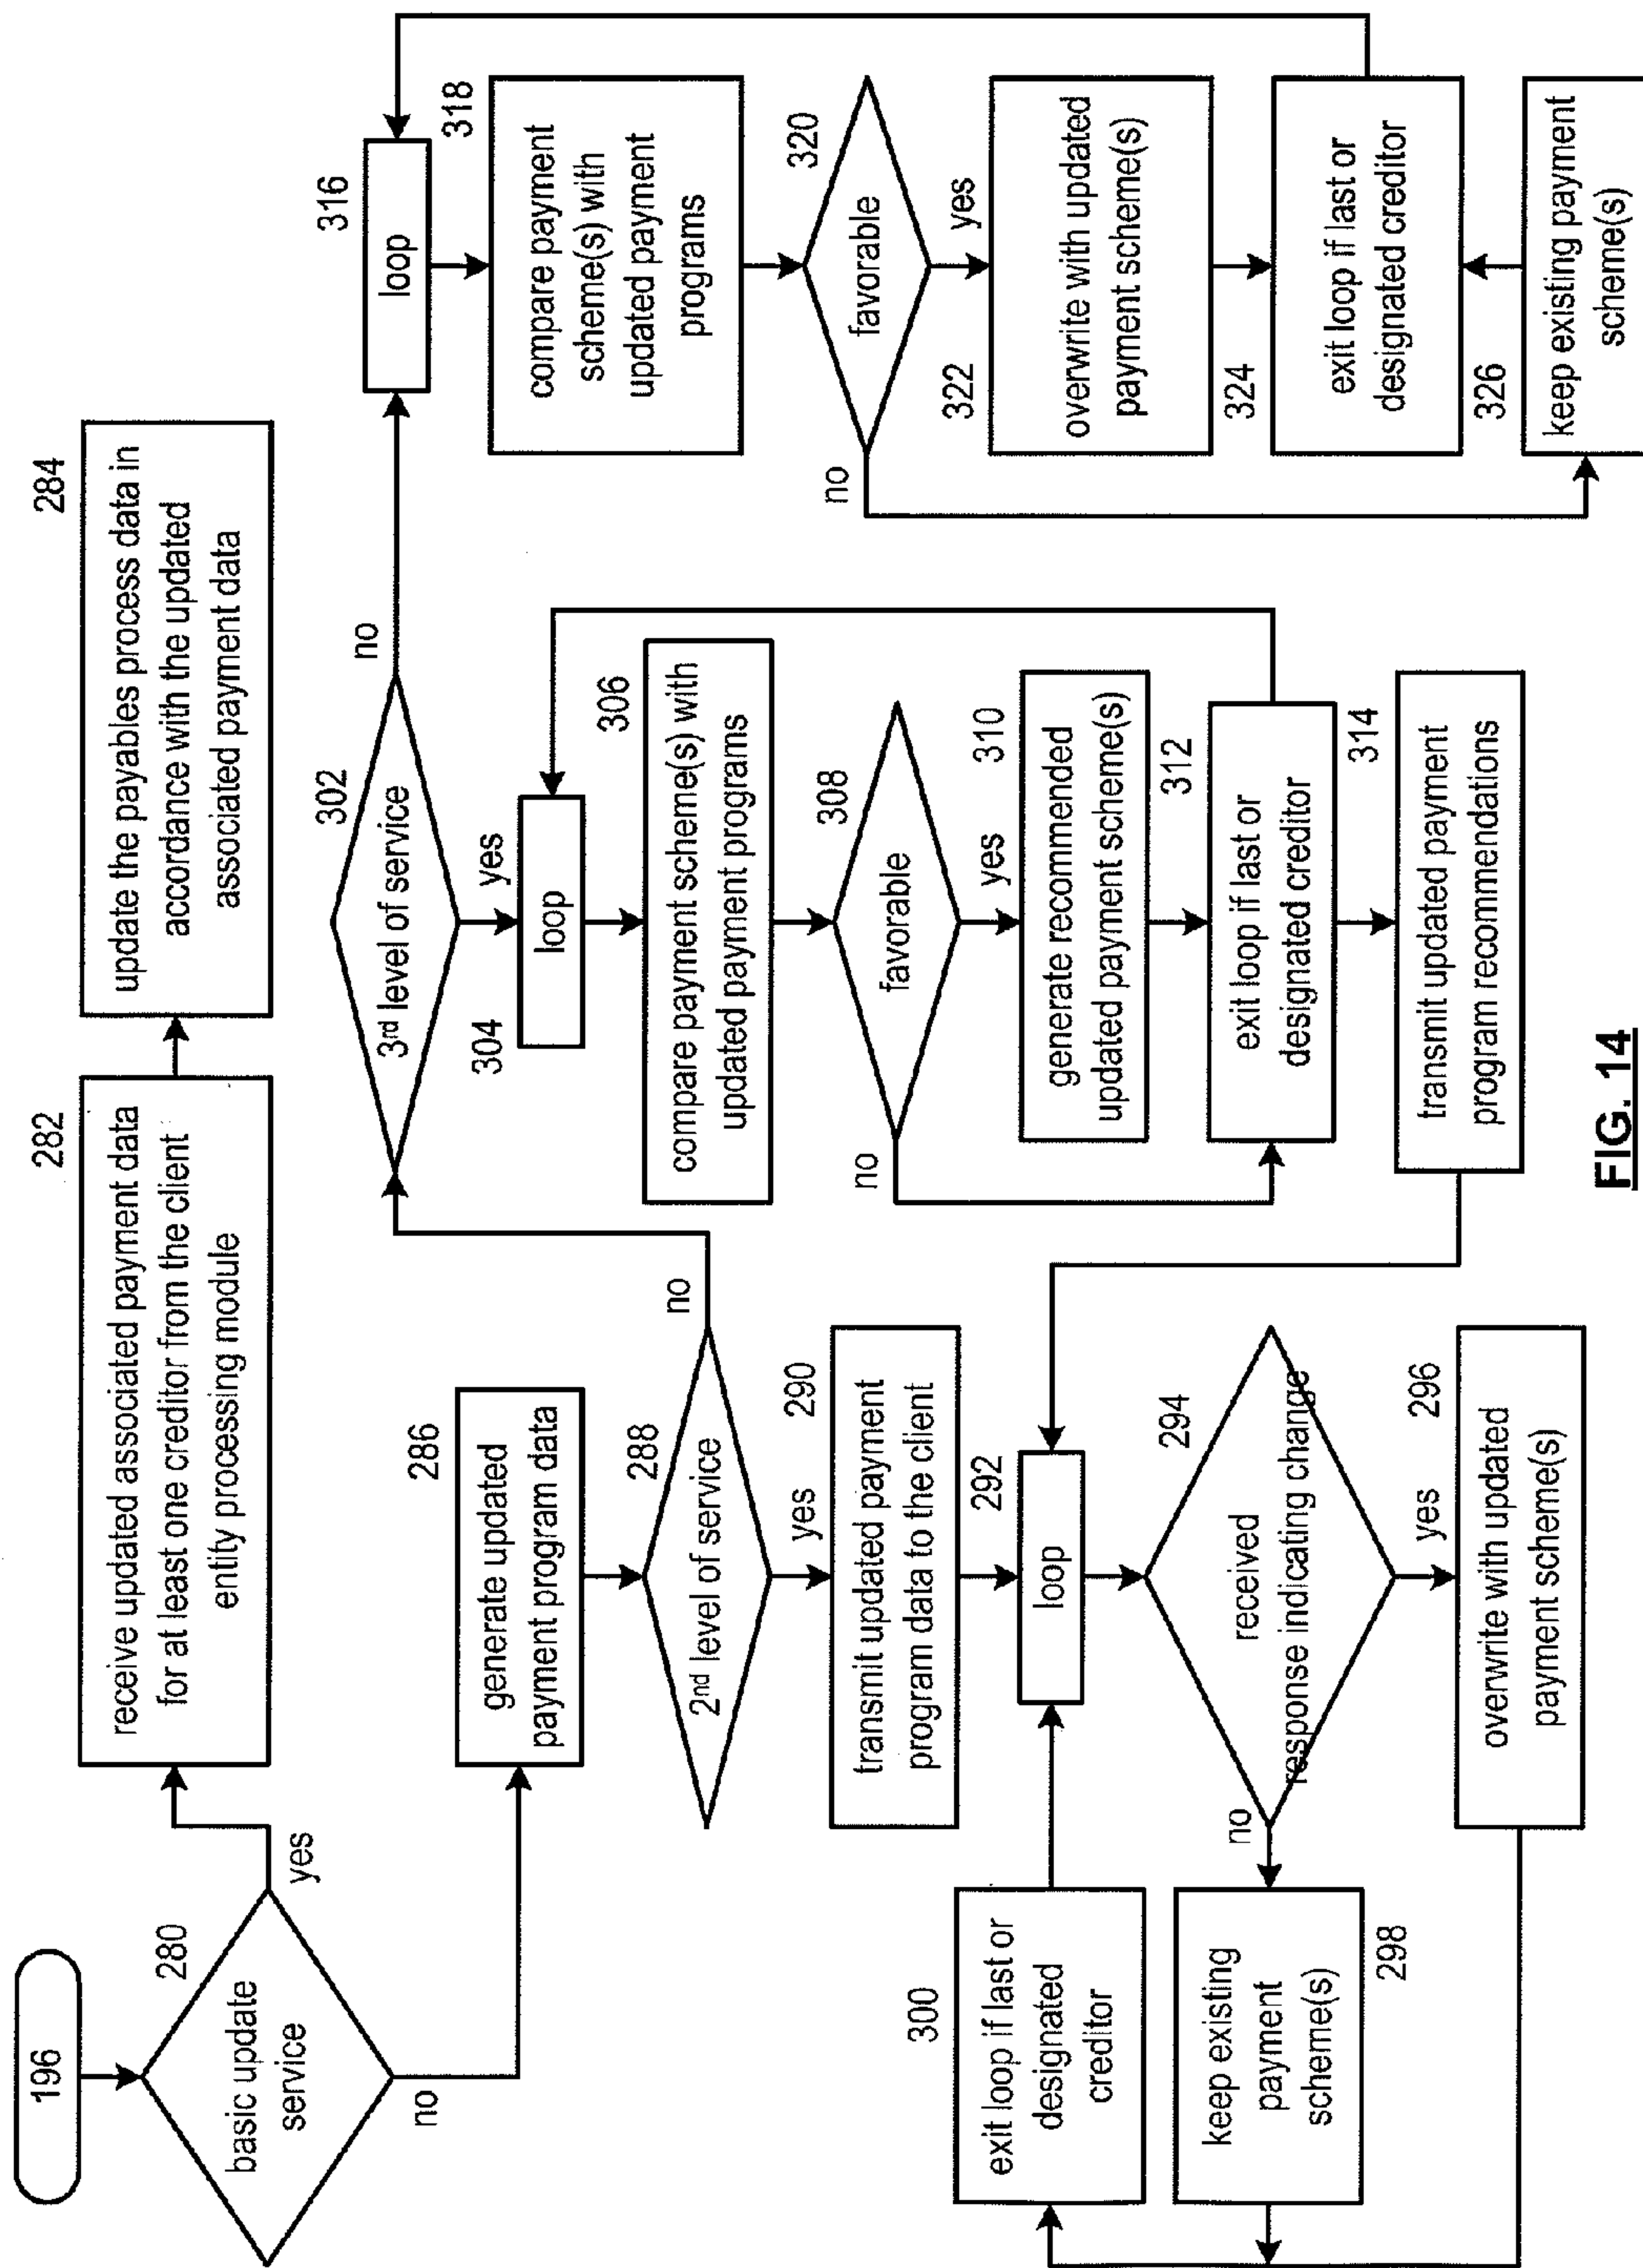 196
280
basic update
service
yes
no
282
receive updated associated payment data
for at least one creditor from the client
entity processing module
284
update the payables process data in
accordance with the updated
associated payment data
286
generate updated
payment program data
288
2nd level of service
no
yes
290
transmit updated payment
program data to the client
292
loop
294
received
response indicating change
no
yes
296
overwrite with updated
payment scheme(s)
keep existing
payment
scheme(s)
298
300
exit loop if last or
designated
creditor
302
3rd level of service
no
yes
304
loop
306
compare payment scheme(s) with
updated payment programs
308
favorable
no
yes
310
generate recommended
updated payment scheme(s)
312
exit loop if last or
designated creditor
314
transmit updated payment
program recommendations
316
loop
318
compare payment
scheme(s) with
updated payment
programs
320
favorable
no
yes
322
overwrite with updated
payment scheme(s)
324
exit loop if last or
designated creditor
326
keep existing payment
scheme(s)
FIG. 14